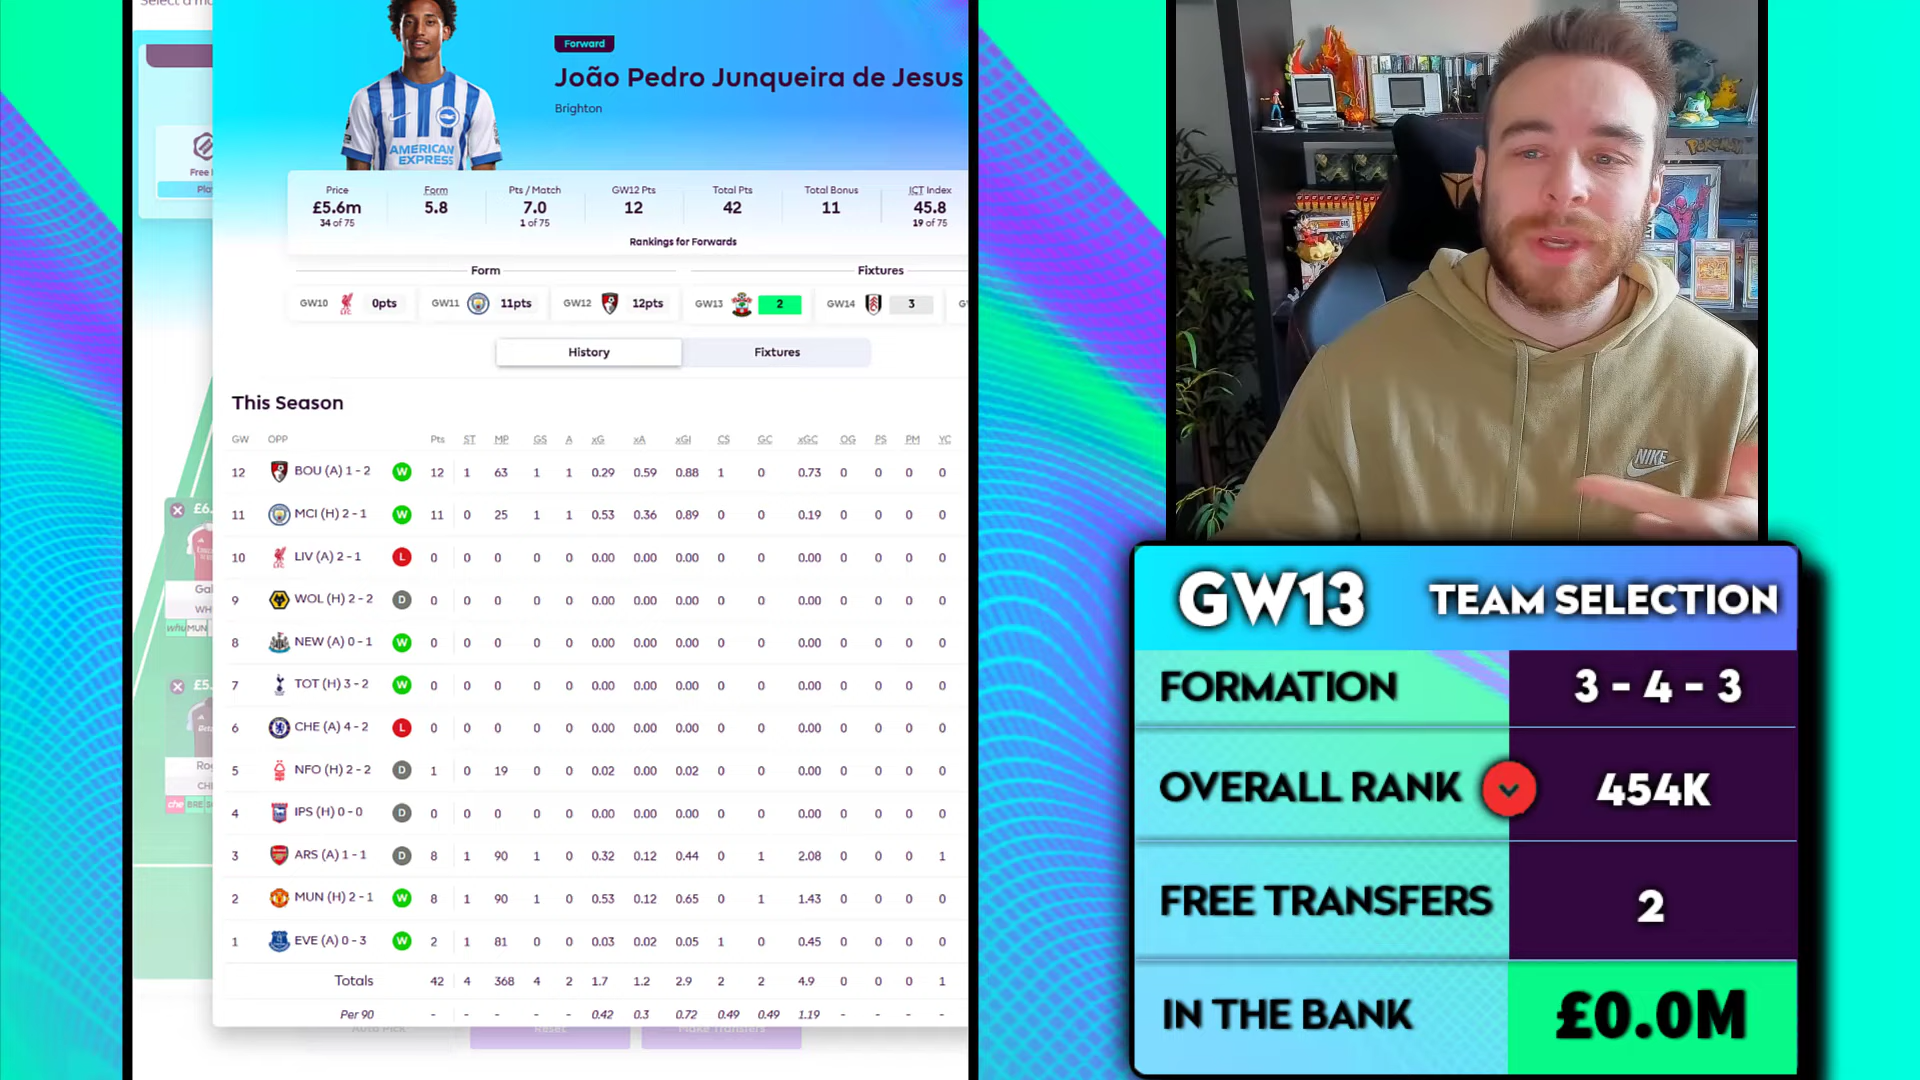 Forward
João Pedro Junqueira de Jesus
Brighton
AMERICAN
EXPRESS
Price Form Pts / Match GW12 Pts Total Pts Total Bonus ICT Index
£5.6m 5.8 7.0 12 42 11 45.8
34 of 75 1 of 75 19 of 75
Rankings for Forwards
Form Fixtures
GW10 0pts GW11 11pts GW12 12pts GW13 2 GW14 3
History Fixtures
This Season
GW OPP Pts ST MP GS A xG xA xGI CS GC xGC OG PS PM YC
12 BOU (A) 1 - 2 W 12 1 63 1 1 0.29 0.59 0.88 1 0 0.73 0 0 0 0
11 MCI (H) 2 - 1 W 11 0 25 1 1 0.53 0.36 0.89 0 0 0.19 0 0 0 0
10 LIV (A) 2 - 1 L 0 0 0 0 0 0.00 0.00 0.00 0 0 0.00 0 0 0 0
9 WOL (H) 2 - 2 D 0 0 0 0 0 0.00 0.00 0.00 0 0 0.00 0 0 0 0
8 NEW (A) 0 - 1 W 0 0 0 0 0 0.00 0.00 0.00 0 0 0.00 0 0 0 0
7 TOT (H) 3 - 2 W 0 0 0 0 0 0.00 0.00 0.00 0 0 0.00 0 0 0 0
6 CHE (A) 4 - 2 L 0 0 0 0 0 0.00 0.00 0.00 0 0 0.00 0 0 0 0
5 NFO (H) 2 - 2 D 1 0 19 0 0 0.02 0.00 0.02 0 0 0.00 0 0 0 0
4 IPS (H) 0 - 0 D 0 0 0 0 0 0.00 0.00 0.00 0 0 0.00 0 0 0 0
3 ARS (A) 1 - 1 D 8 1 90 1 0 0.32 0.12 0.44 0 1 2.08 0 0 0 1
2 MUN (H) 2 - 1 W 8 1 90 1 0 0.53 0.12 0.65 0 1 1.43 0 0 0 0
1 EVE (A) 0 - 3 W 2 1 81 0 0 0.03 0.02 0.05 1 0 0.45 0 0 0 0
Totals 42 4 368 4 2 1.7 1.2 2.9 2 2 4.9 0 0 0 1
Per 90 - - - - - 0.42 0.3 0.72 0.49 0.49 1.19 - - - -
Auto Pick Reset Make Transfers
NIKE
GW13 TEAM SELECTION
FORMATION 3 - 4 - 3
OVERALL RANK 454K
FREE TRANSFERS 2
IN THE BANK £0.0M